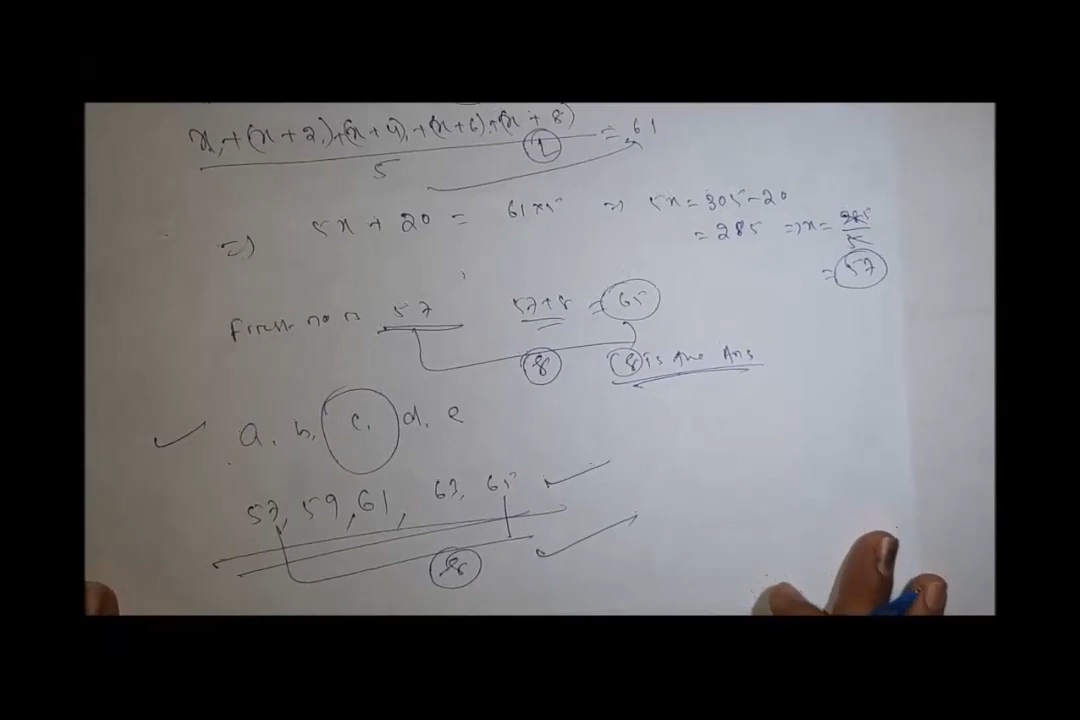 x, + (x + 2) + (x + 4) + (x + 6) + (x + 8) / 5 = 61
1
=) 5x + 20 = 61 x 5 => 5x = 305 - 20
= 285 => x = 285 / 5
= 57
First no is 57 57+8 = 65
8 (8) is the Ans
a. b. c. d. e
57, 59, 61, 63, 65
8